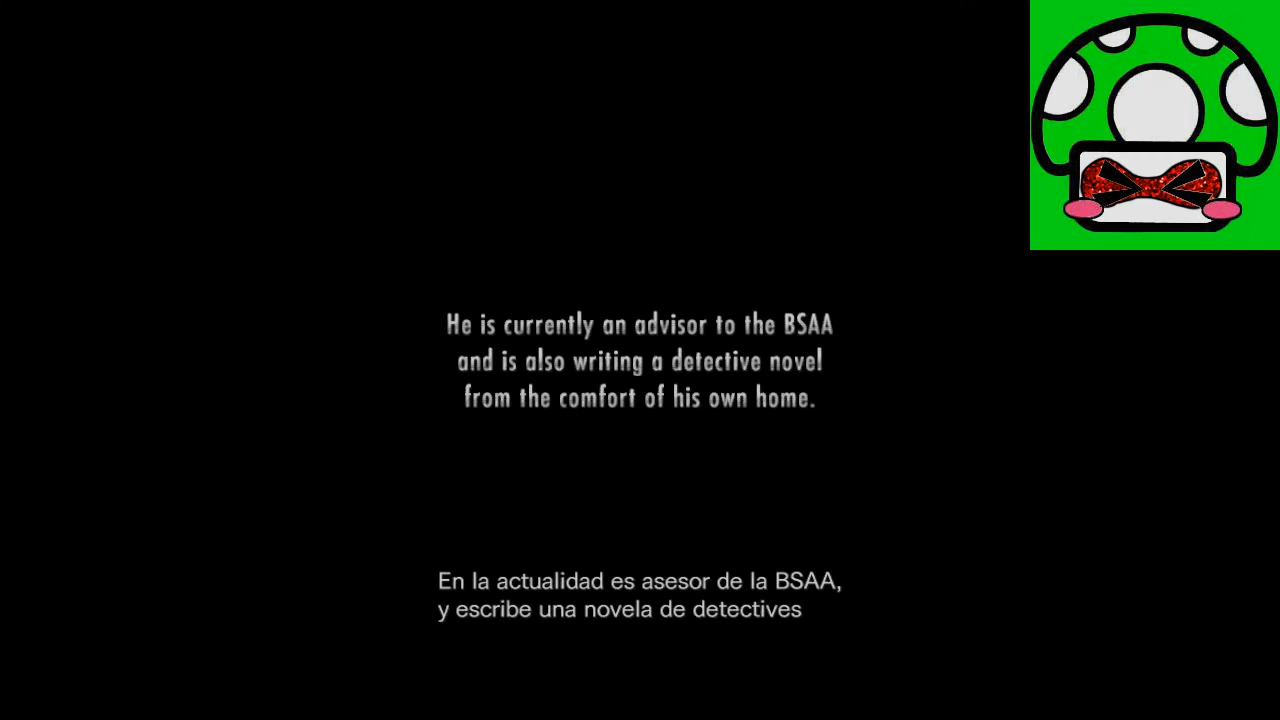 He is currently an advisor to the BSAA
and is also writing a detective novel
from the comfort of his own home.
En la actualidad es asesor de la BSAA,
y escribe una novela de detectives